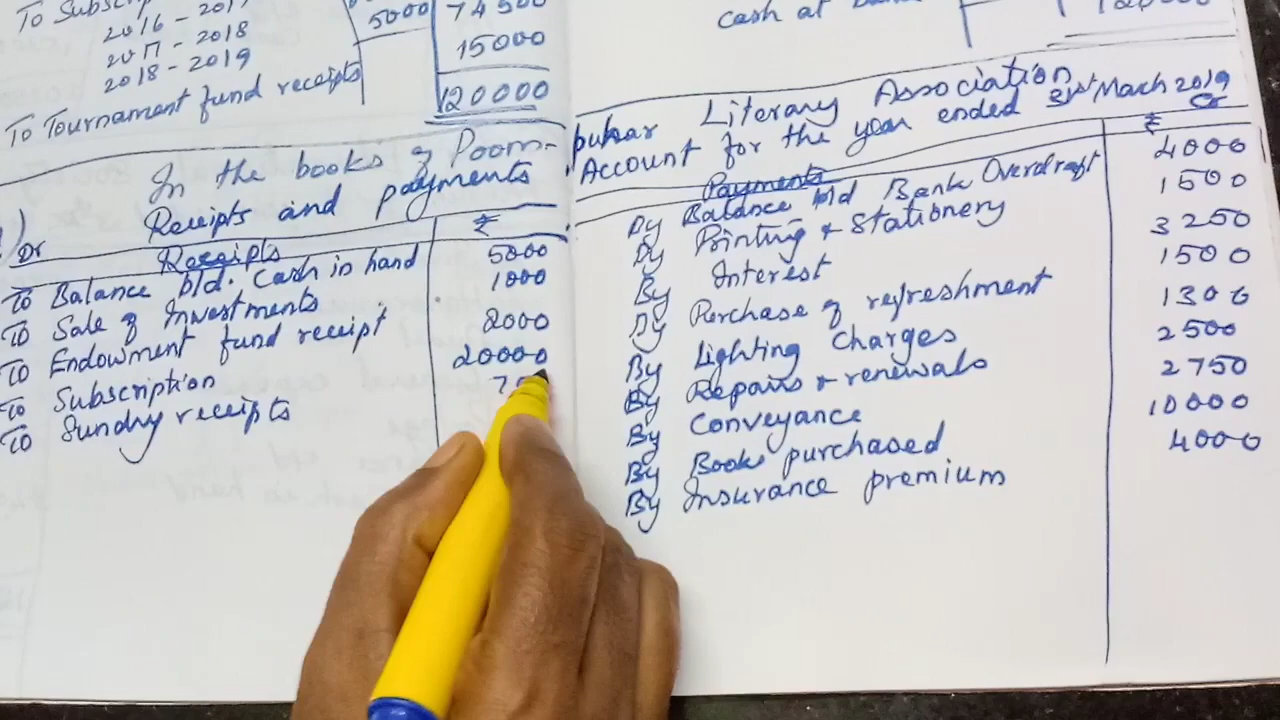 To Subscri
2016 - 2017
2017 - 2018
2018 - 2019
5000
74500
15000
To Tournament fund receipts
120000
cash at
120000
In the books of Poom-puhar Literary Association
Receipts and payments Account for the year ended 31st March 2019
Dr
Cr
Receipts ₹
To Balance b/d. Cash in hand 5000
To Sale of Investments 1000
To Endowment fund receipt 2000
To Subscription 20000
To Sundry receipts
Payments ₹
By Balance b/d Bank Overdraft 4000
By Printing & Stationery 1500
By Interest 3250
By Purchase of refreshment 1500
By Lighting Charges 1300
By Repairs & renewals 2500
By Conveyance 2750
By Books purchased 10000
By Insurance premium 4000